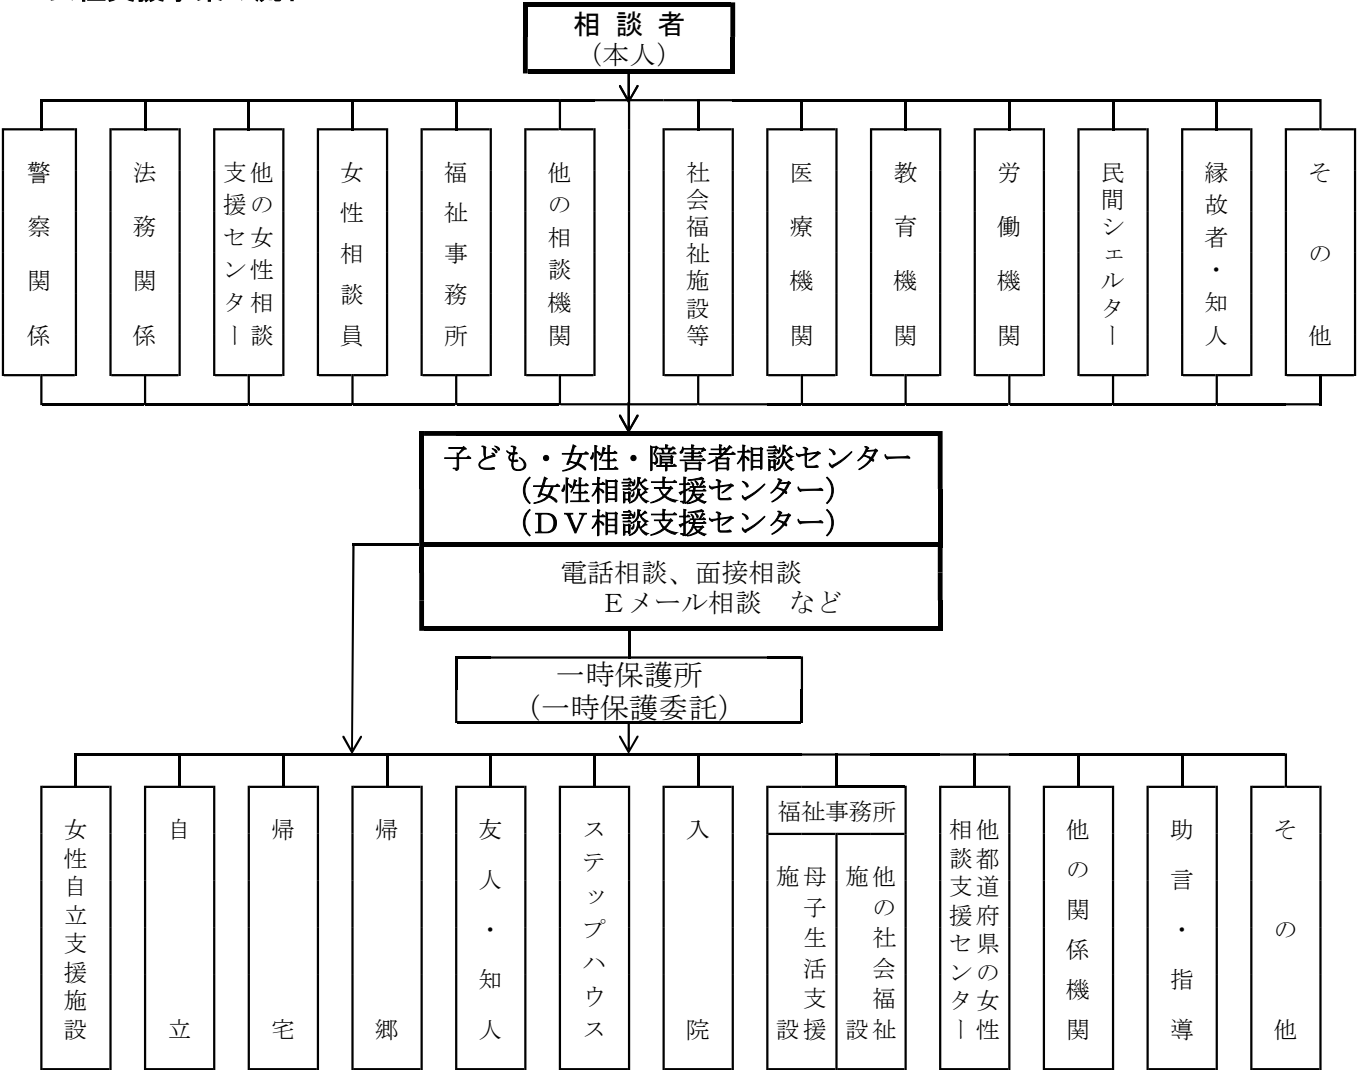 相談者
（本人）
警察関係
法務関係
他の女性相談
支援センター
女性相談員
福祉事務所
他の相談機関
社会福祉施設等
医療機関
教育機関
労働機関
民間シェルター
縁故者・知人
その他
子ども・女性・障害者相談センター
（女性相談支援センター）
（ＤＶ相談支援センター）
電話相談、面接相談
Ｅメール相談　など
一時保護所
（一時保護委託）
女性自立支援施設
自立
帰宅
帰郷
友人・知人
ステップハウス
入院
福祉事務所
母子生活支援
施設
他の社会福祉
施設
他都道府県の女性
相談支援センター
他の関係機関
助言・指導
その他